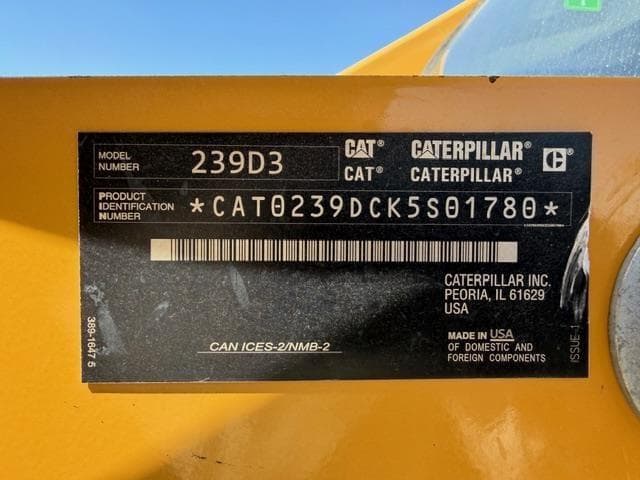 MODEL NUMBER 239D3
CAT® CATERPILLAR® C
CAT® CATERPILLAR®
PRODUCT IDENTIFICATION NUMBER *CAT0239DCK5S01780*
CATERPILLAR INC.
PEORIA, IL 61629
USA
MADE IN USA
OF DOMESTIC AND
FOREIGN COMPONENTS
CAN ICES-2/NMB-2
389-1647 5
ISSUE-1